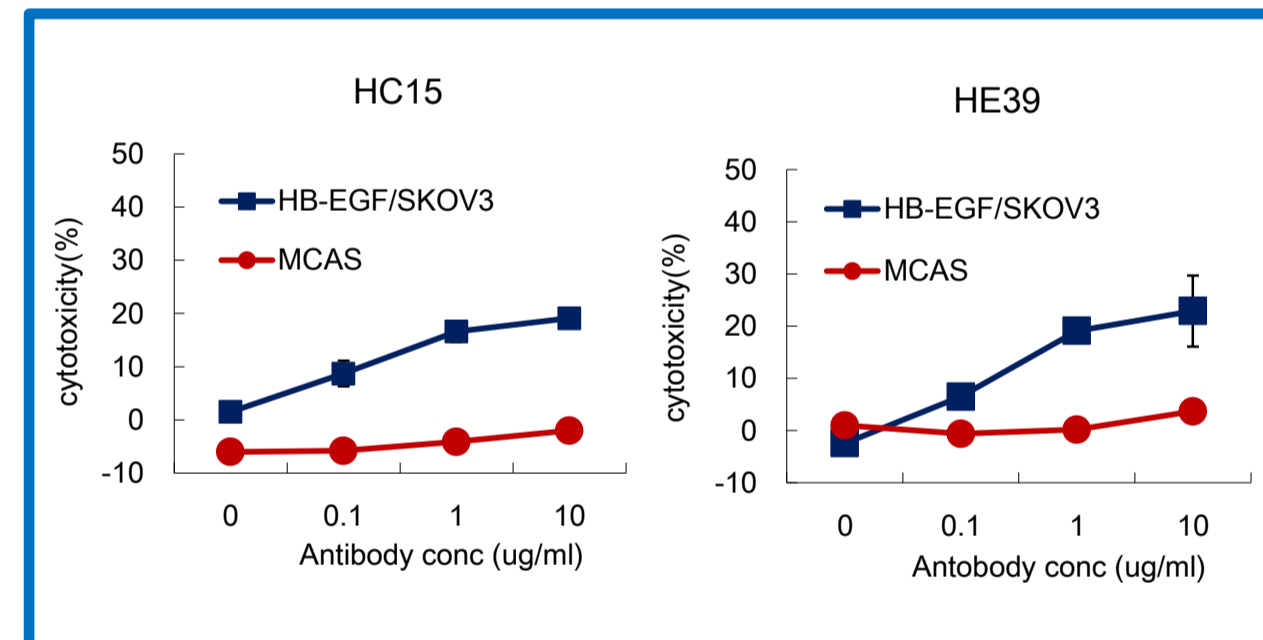 HC15
50
40
30
20
10
0
-10
cytotoxicity(%)
HB-EGF/SKOV3
MCAS
0 0.1 1 10
Antibody conc (ug/ml)
HE39
50
40
30
20
10
0
-10
cytotoxicity(%)
HB-EGF/SKOV3
MCAS
0 0.1 1 10
Antobody conc (ug/ml)